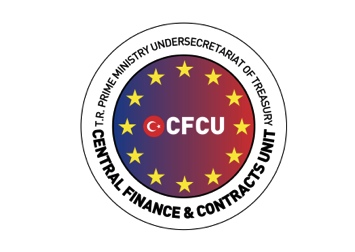 T.R. PRIME MINISTRY UNDERSECRETARIAT OF TREASURY
CFCU
CENTRAL FINANCE & CONTRACTS UNIT